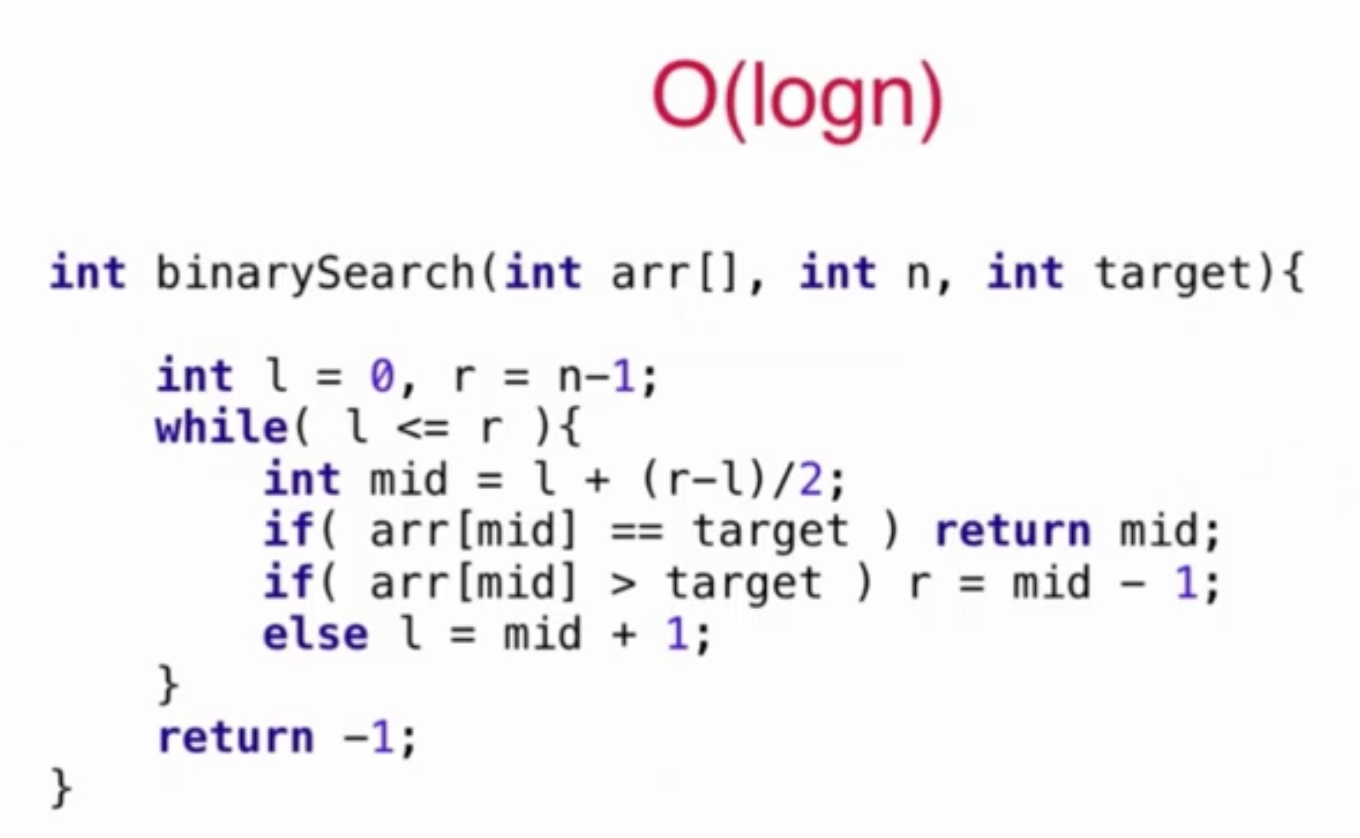 O(logn)
int binarySearch(int arr[], int n, int target){
int l = 0, r = n-1;
while( l <= r ){
int mid = l + (r-l)/2;
if( arr[mid] == target ) return mid;
if( arr[mid] > target ) r = mid - 1;
else l = mid + 1;
}
return -1;
}